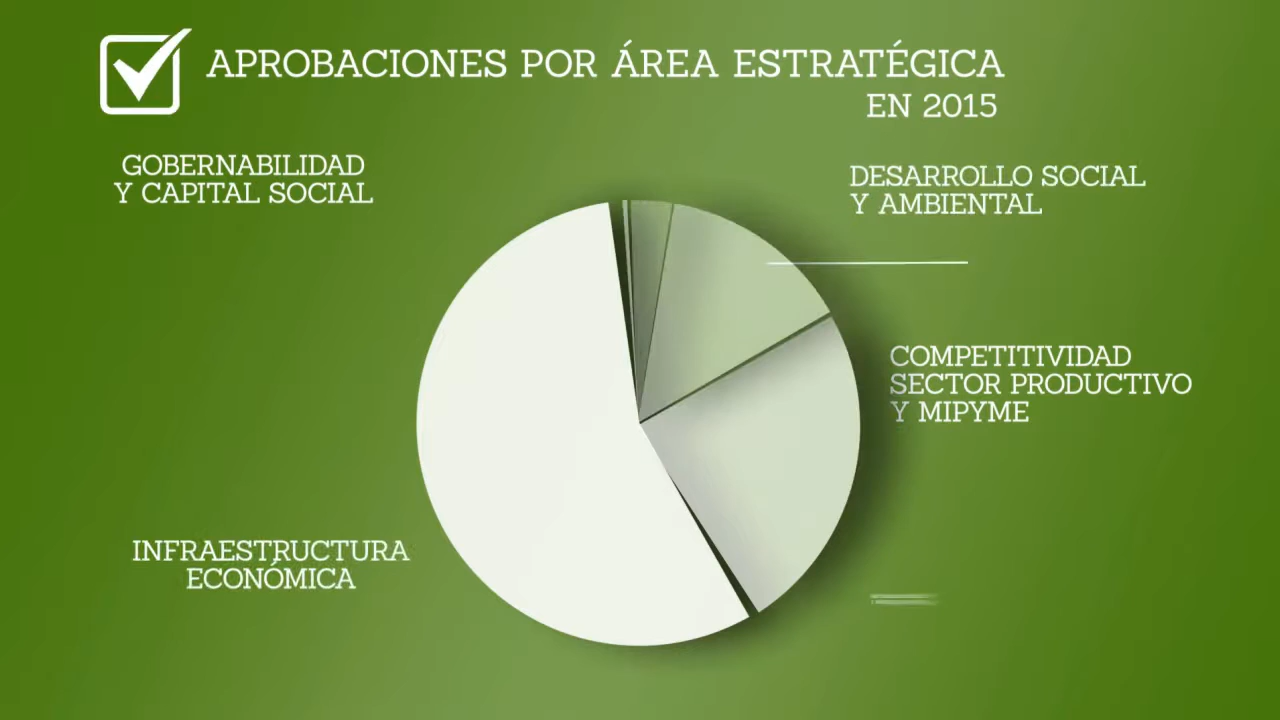 APROBACIONES POR ÁREA ESTRATÉGICA
EN 2015
GOBERNABILIDAD
Y CAPITAL SOCIAL
DESARROLLO SOCIAL
Y AMBIENTAL
COMPETITIVIDAD
SECTOR PRODUCTIVO
Y MIPYME
INFRAESTRUCTURA
ECONÓMICA